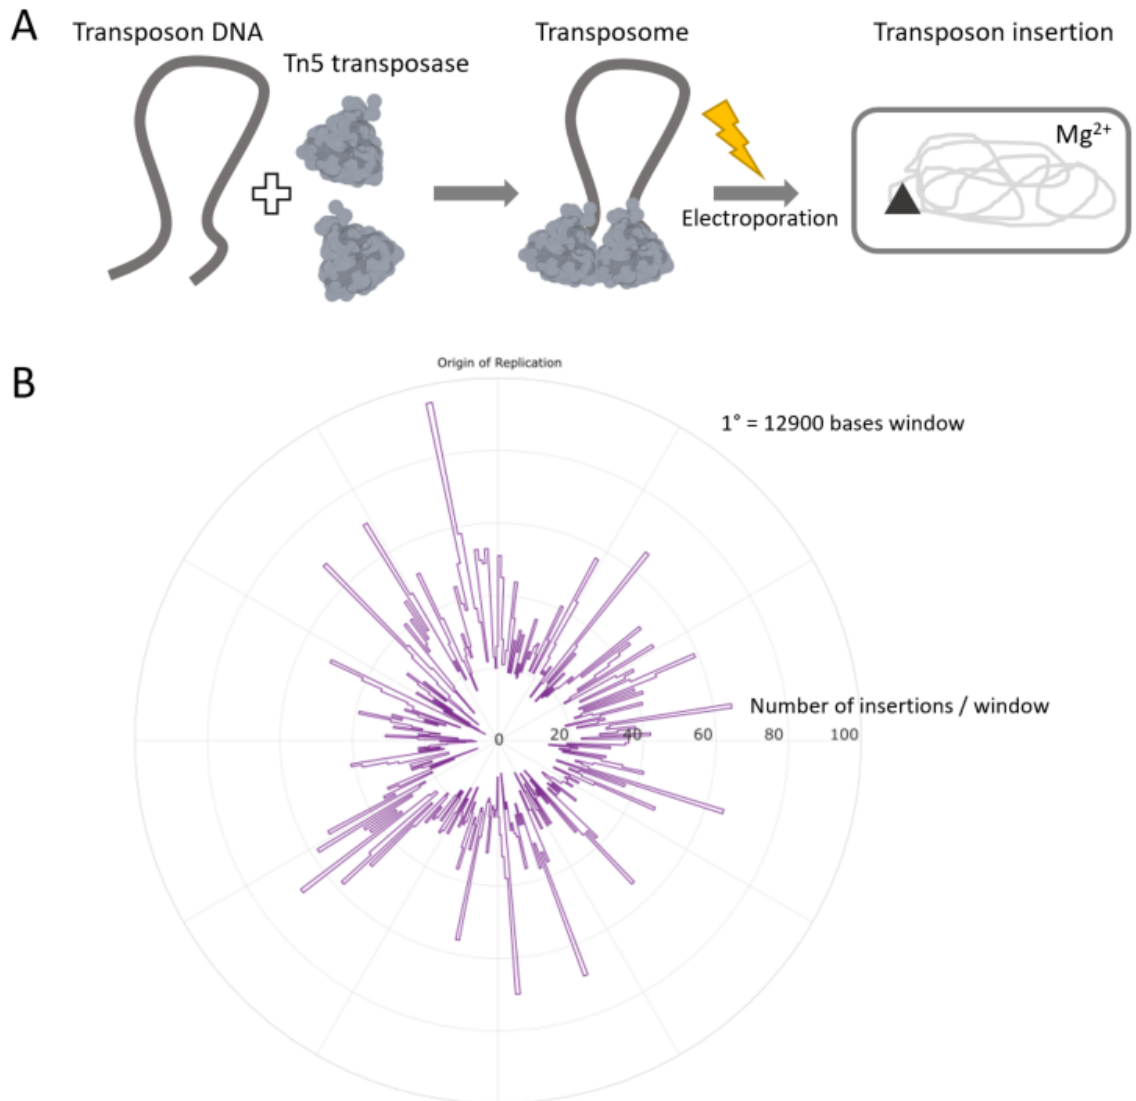 A
Transposon DNA
Tn5 transposase
Transposome
Transposon insertion
Mg²⁺
Electroporation
B
Origin of Replication
1° = 12900 bases window
Number of insertions / window
0
20
40
60
80
100